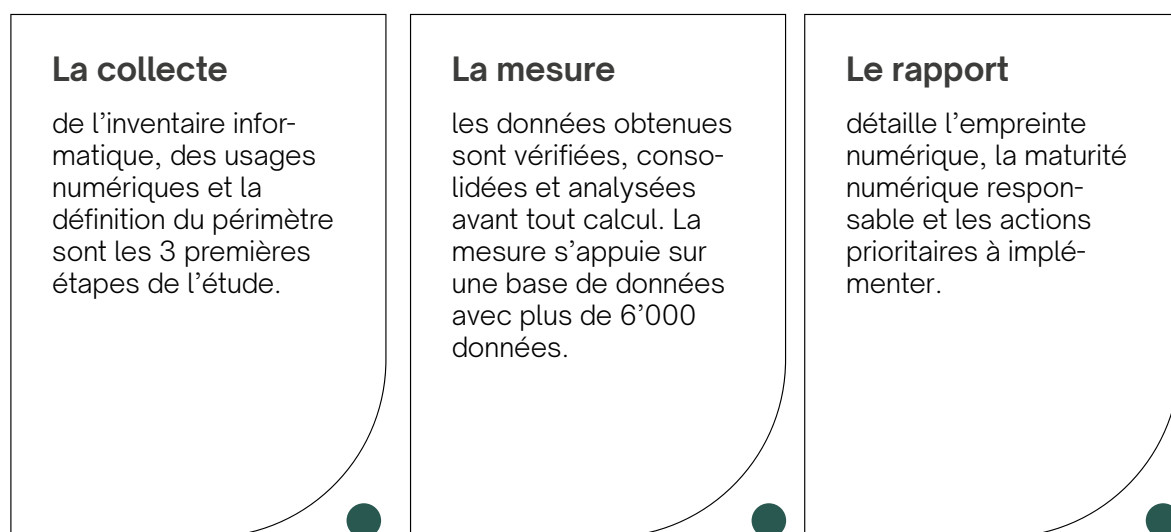 La collecte
de l’inventaire infor-
matique, des usages
numériques et la
définition du périmètre
sont les 3 premières
étapes de l’étude.
La mesure
les données obtenues
sont vérifiées, conso-
lidées et analysées
avant tout calcul. La
mesure s’appuie sur
une base de données
avec plus de 6’000
données.
Le rapport
détaille l’empreinte
numérique, la maturité
numérique respon-
sable et les actions
prioritaires à implé-
menter.